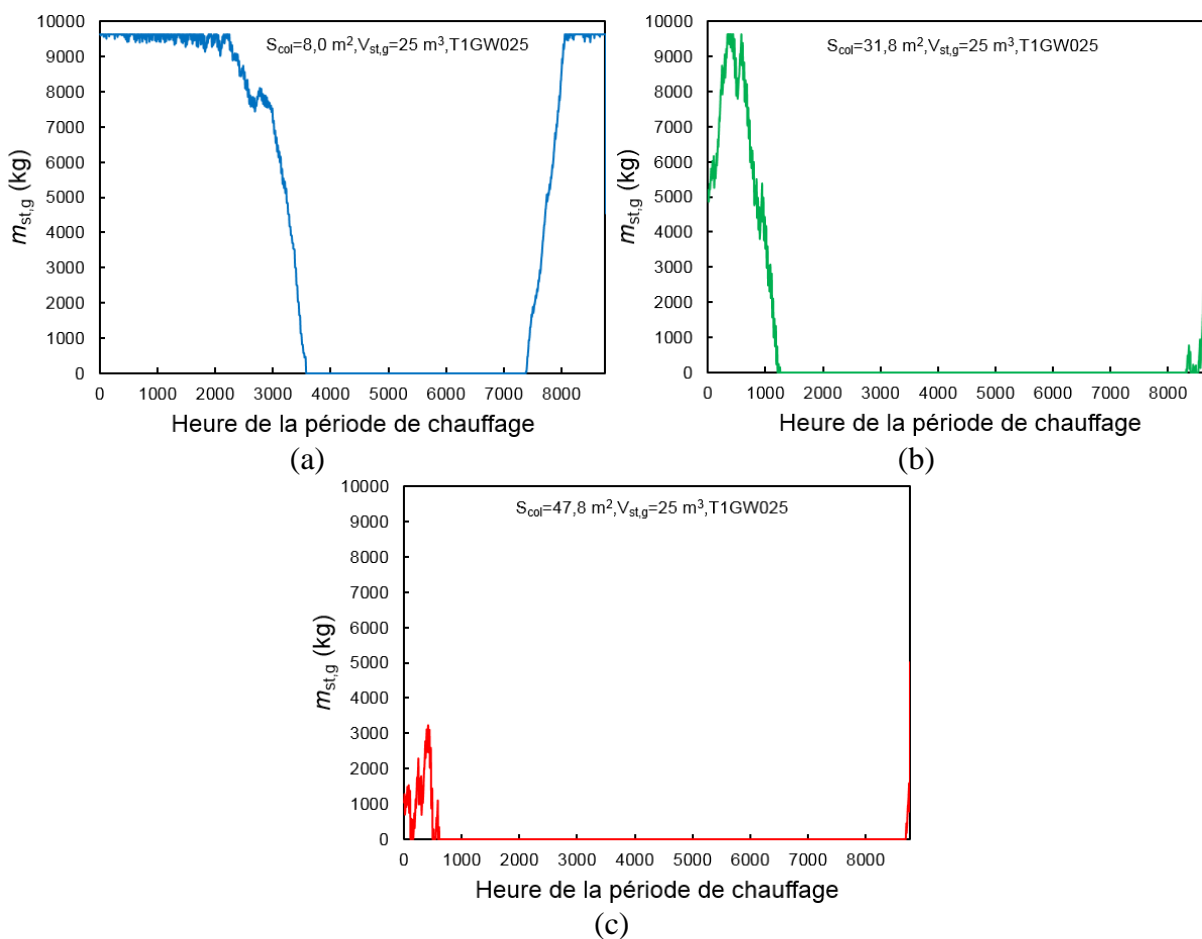 S_col=8,0 m²,V_st,g=25 m³,T1GW025
10000
9000
8000
7000
6000
5000
4000
3000
2000
1000
0
m_st,g (kg)
0 1000 2000 3000 4000 5000 6000 7000 8000
Heure de la période de chauffage
(a)
S_col=31,8 m²,V_st,g=25 m³,T1GW025
10000
9000
8000
7000
6000
5000
4000
3000
2000
1000
0
m_st,g (kg)
0 1000 2000 3000 4000 5000 6000 7000 8000
Heure de la période de chauffage
(b)
S_col=47,8 m²,V_st,g=25 m³,T1GW025
10000
9000
8000
7000
6000
5000
4000
3000
2000
1000
0
m_st,g (kg)
0 1000 2000 3000 4000 5000 6000 7000 8000
Heure de la période de chauffage
(c)